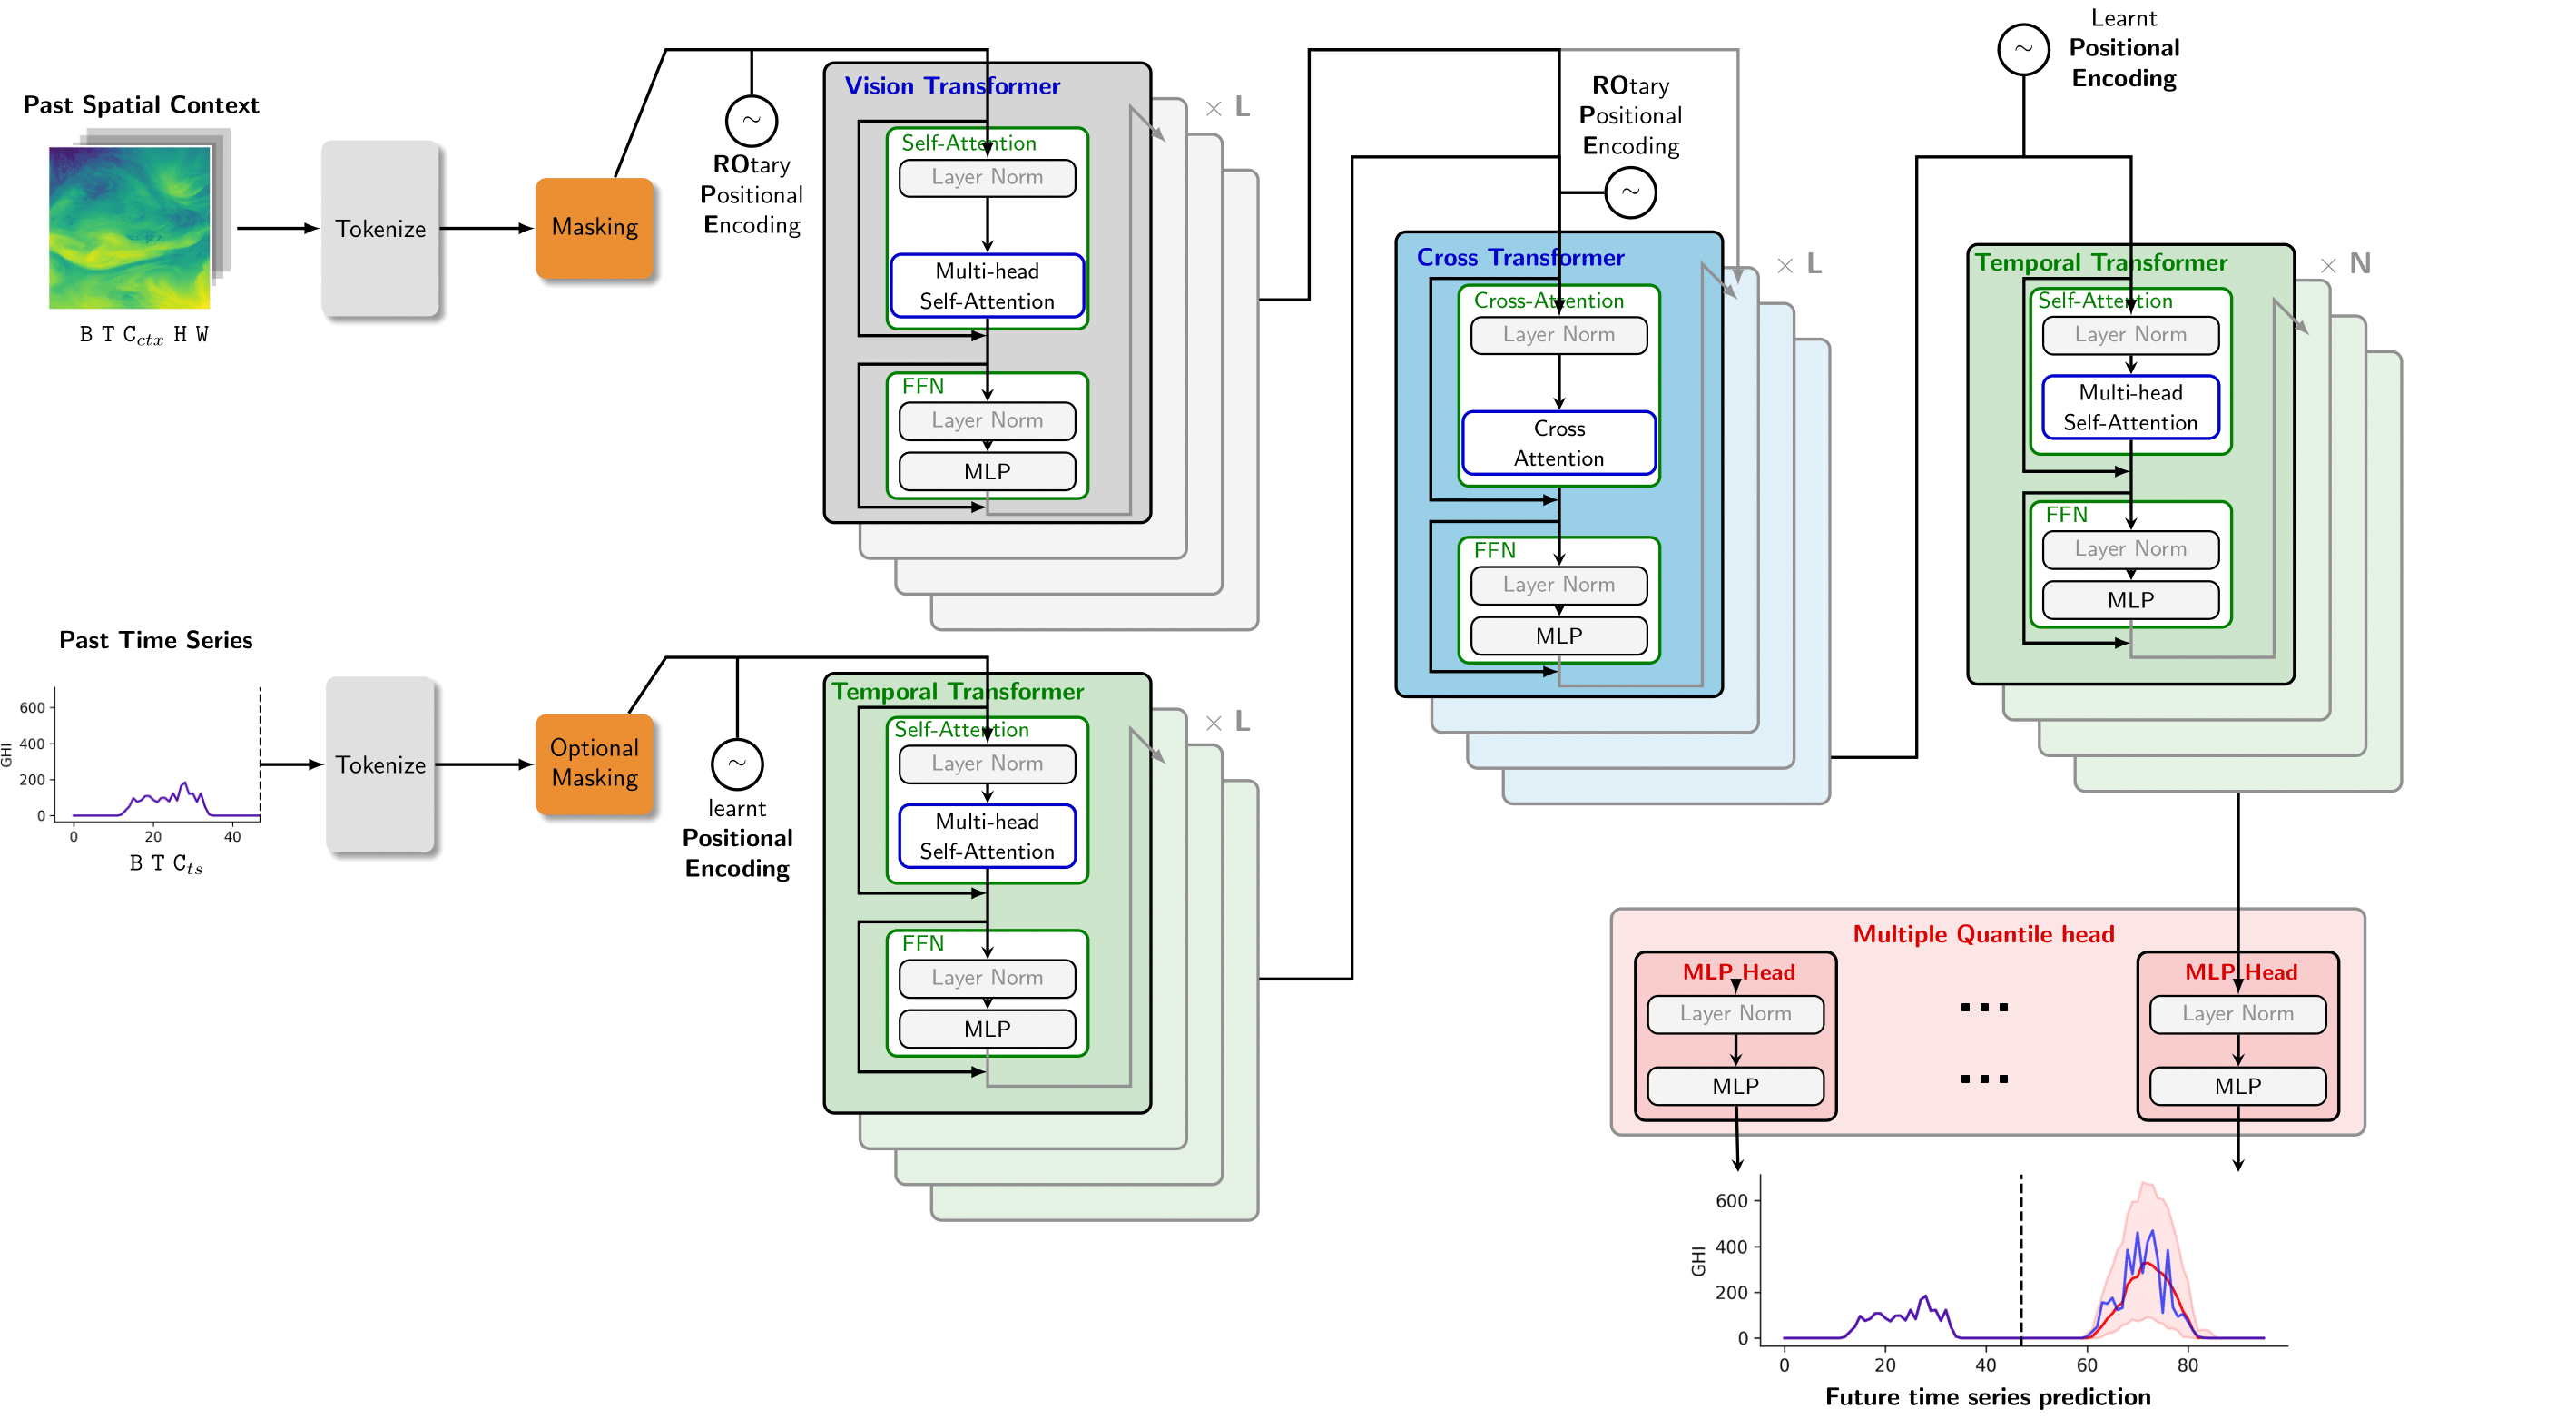 Past Spatial Context
B T C_ctx H W
Tokenize
Masking
ROtary
Positional
Encoding
Vision Transformer
× L
Self-Attention
Layer Norm
Multi-head
Self-Attention
FFN
Layer Norm
MLP
Past Time Series
GHI
600
400
200
0
0 20 40
B T C_ts
Tokenize
Optional
Masking
learnt
Positional
Encoding
Temporal Transformer
× L
Self-Attention
Layer Norm
Multi-head
Self-Attention
FFN
Layer Norm
MLP
ROtary
Positional
Encoding
Cross Transformer
× L
Cross-Attention
Layer Norm
Cross
Attention
FFN
Layer Norm
MLP
Learnt
Positional
Encoding
Temporal Transformer
× N
Self-Attention
Layer Norm
Multi-head
Self-Attention
FFN
Layer Norm
MLP
Multiple Quantile head
MLP Head
Layer Norm
MLP
...
...
MLP Head
Layer Norm
MLP
GHI
600
400
200
0
0 20 40 60 80
Future time series prediction